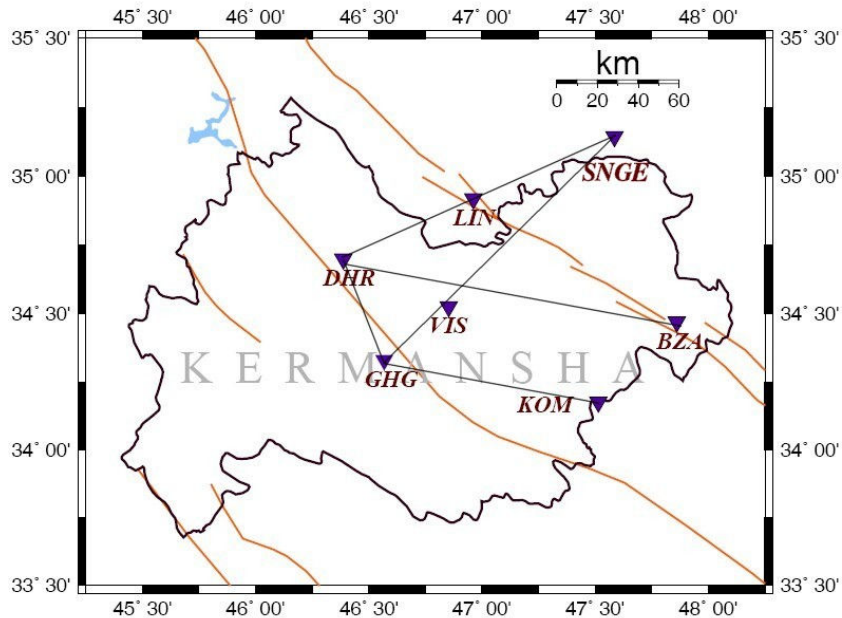 45˚ 30' 46˚ 00' 46˚ 30' 47˚ 00' 47˚ 30' 48˚ 00'
35˚ 30' 35˚ 30'
km
0 20 40 60
35˚ 00' 35˚ 00'
SNGE
LIN
DHR
34˚ 30' 34˚ 30'
VIS
BZA
KERMANSHA
GHG
KOM
34˚ 00' 34˚ 00'
33˚ 30' 33˚ 30'
45˚ 30' 46˚ 00' 46˚ 30' 47˚ 00' 47˚ 30' 48˚ 00'